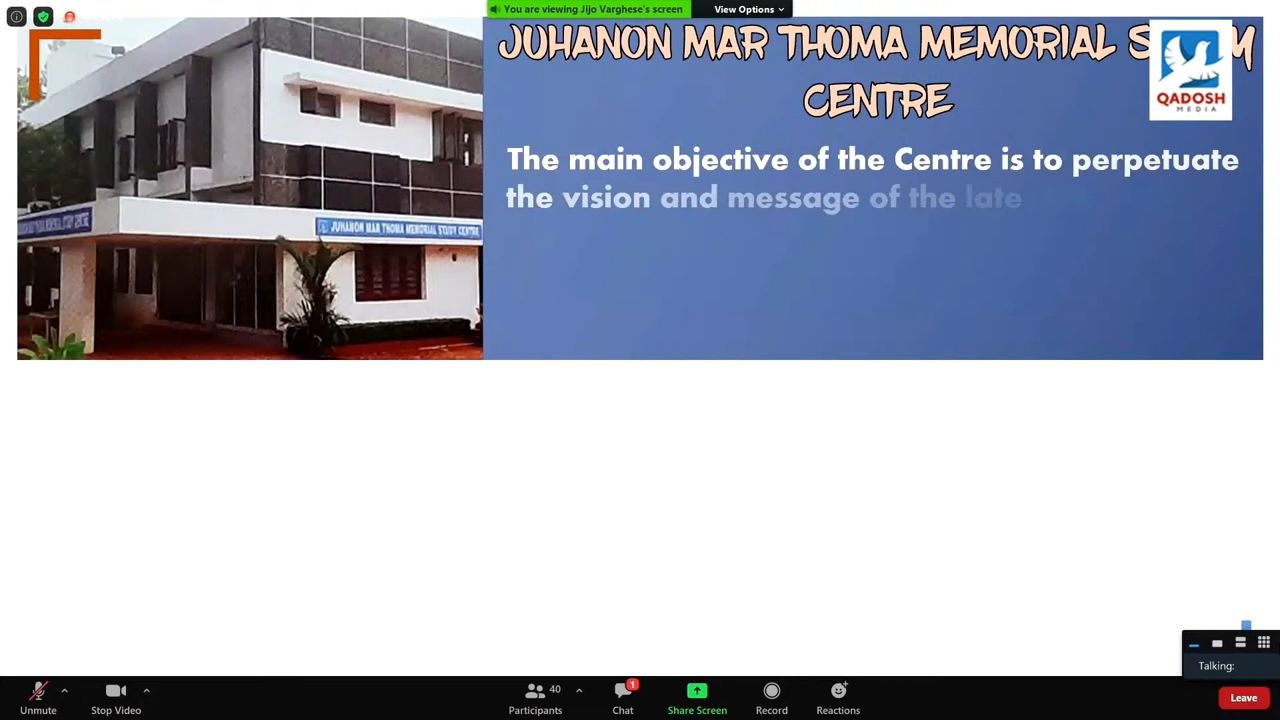 You are viewing Jijo Varghese's screen
View Options
JUHANON MAR THOMA MEMORIAL STUDY CENTRE
JUHANON MAR THOMA MEMORIAL S
CENTRE
QADOSH
MEDIA
The main objective of the Centre is to perpetuate
the vision and message of the late
Talking:
Unmute
Stop Video
40
Participants
1
Chat
Share Screen
Record
Reactions
Leave